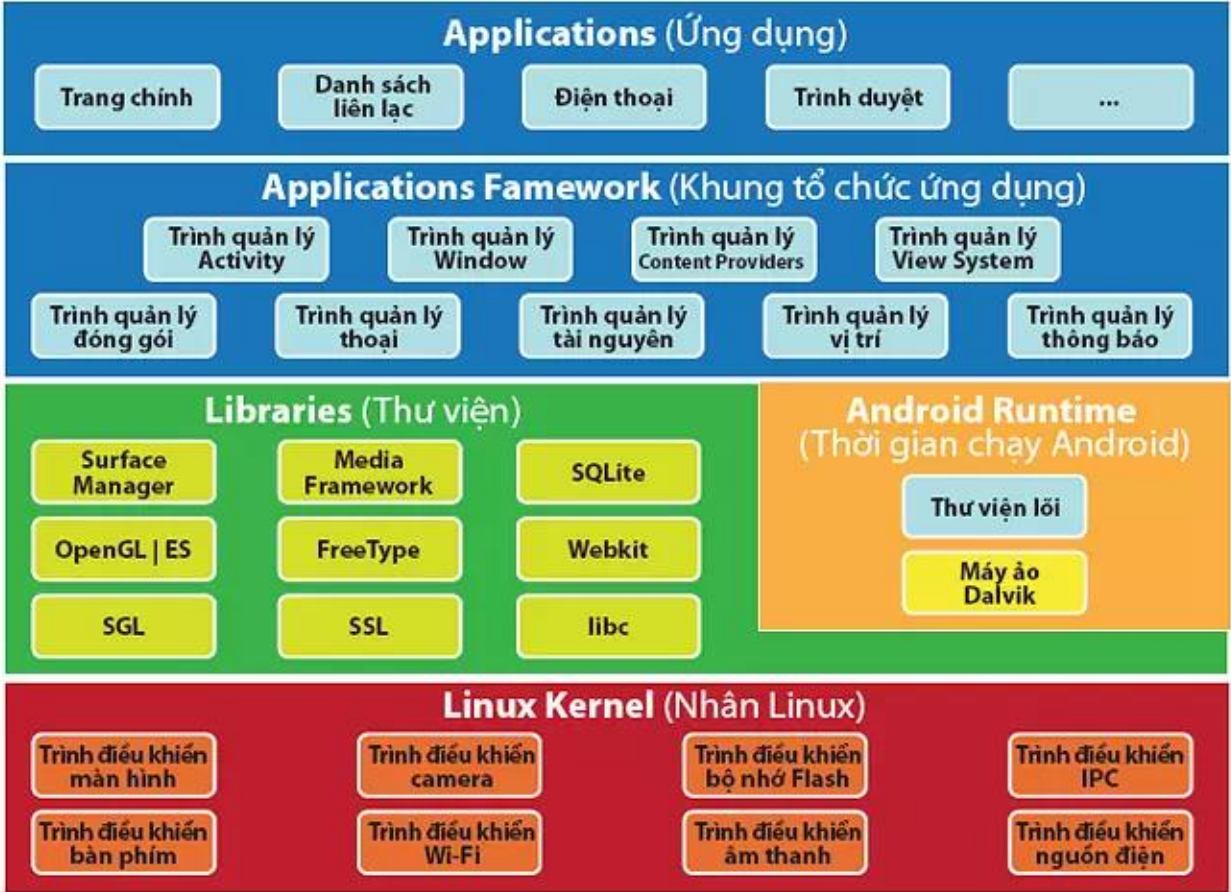 Applications (Ứng dụng)
Trang chính
Danh sách
liên lạc
Điện thoại
Trình duyệt
...
Applications Famework (Khung tổ chức ứng dụng)
Trình quản lý
Activity
Trình quản lý
Window
Trình quản lý
Content Providers
Trình quản lý
View System
Trình quản lý
đóng gói
Trình quản lý
thoại
Trình quản lý
tài nguyên
Trình quản lý
vị trí
Trình quản lý
thông báo
Libraries (Thư viện)
Surface
Manager
Media
Framework
SQLite
OpenGL | ES
FreeType
Webkit
SGL
SSL
libc
Android Runtime
(Thời gian chạy Android)
Thư viện lõi
Máy ảo
Dalvik
Linux Kernel (Nhân Linux)
Trình điều khiển
màn hình
Trình điều khiển
camera
Trình điều khiển
bộ nhớ Flash
Trình điều khiển
IPC
Trình điều khiển
bàn phím
Trình điều khiển
Wi-Fi
Trình điều khiển
âm thanh
Trình điều khiển
nguồn điện